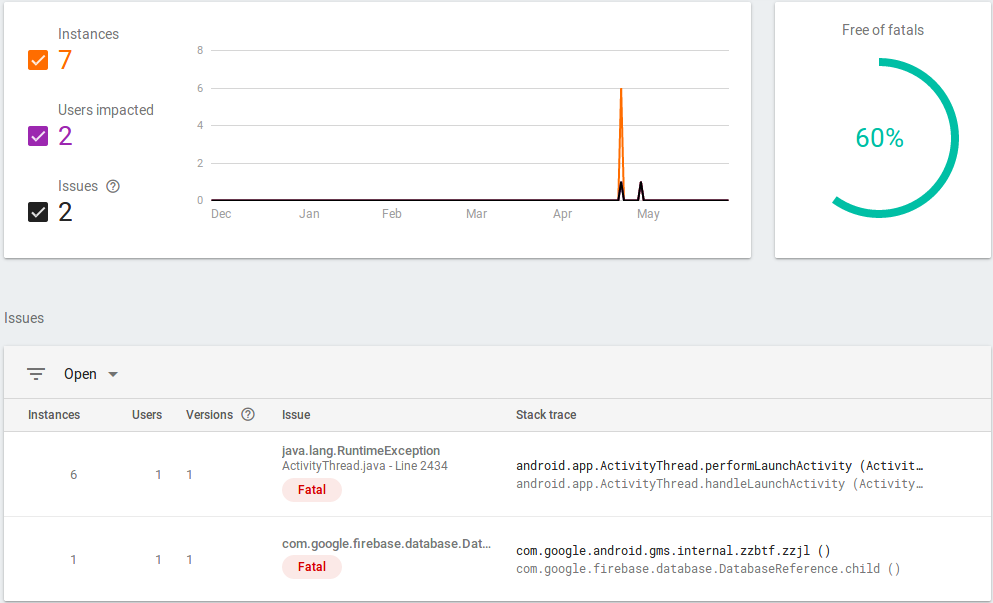 Instances
7
Users impacted
2
Issues
2
8
6
4
2
0
Dec Jan Feb Mar Apr May
Free of fatals
60%
Issues
Open
Instances Users Versions Issue Stack trace
6 1 1
java.lang.RuntimeException
ActivityThread.java - Line 2434
Fatal
android.app.ActivityThread.performLaunchActivity (Activit…
android.app.ActivityThread.handleLaunchActivity (Activity…
1 1 1
com.google.firebase.database.Dat...
Fatal
com.google.android.gms.internal.zzbtf.zzjl ()
com.google.firebase.database.DatabaseReference.child ()